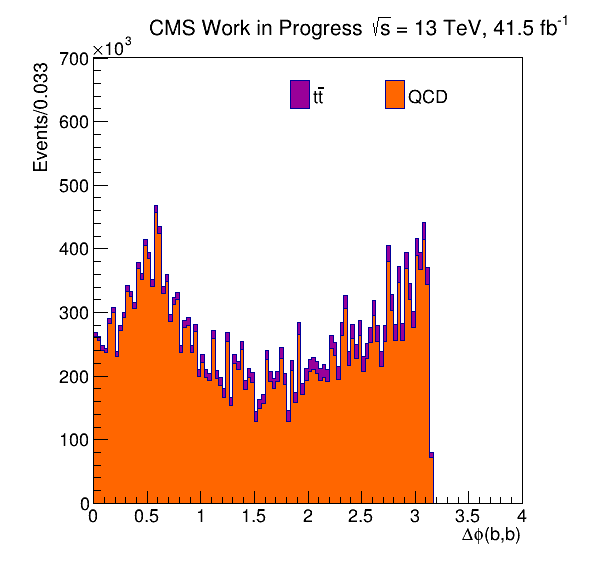 CMS Work in Progress √s = 13 TeV, 41.5 fb⁻¹
×10³
Events/0.033
700
600
500
400
300
200
100
0
tt̄
QCD
0 0.5 1 1.5 2 2.5 3 3.5 4
Δϕ(b,b)